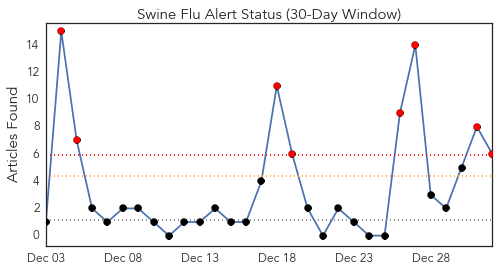 Swine Flu Alert Status (30-Day Window)
Articles Found
14
12
10
8
6
4
2
0
Dec 03 Dec 08 Dec 13 Dec 18 Dec 23 Dec 28